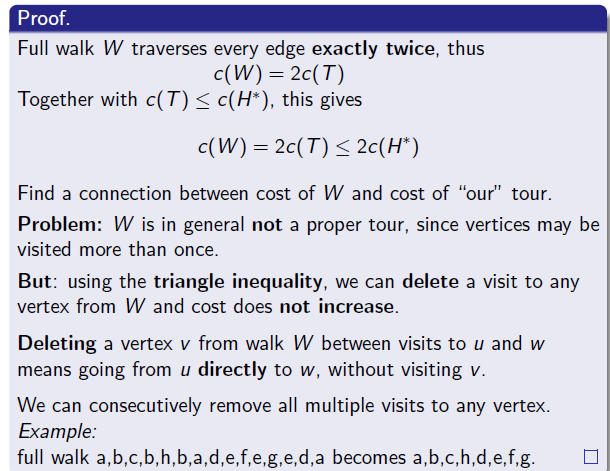 Proof.
Full walk W traverses every edge exactly twice, thus
c(W) = 2c(T)
Together with c(T) ≤ c(H*), this gives
c(W) = 2c(T) ≤ 2c(H*)
Find a connection between cost of W and cost of “our” tour.
Problem: W is in general not a proper tour, since vertices may be
visited more than once.
But: using the triangle inequality, we can delete a visit to any
vertex from W and cost does not increase.
Deleting a vertex v from walk W between visits to u and w
means going from u directly to w, without visiting v.
We can consecutively remove all multiple visits to any vertex.
Example:
full walk a,b,c,b,h,b,a,d,e,f,e,g,e,d,a becomes a,b,c,h,d,e,f,g.